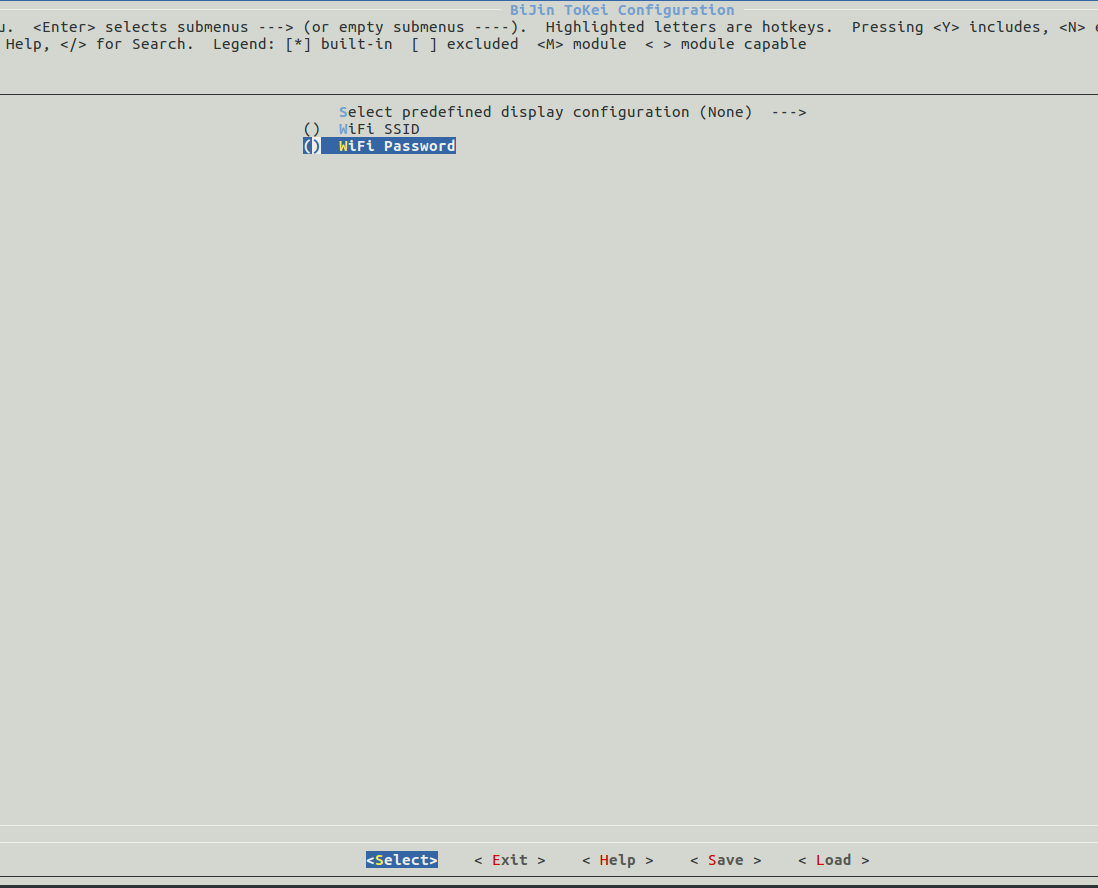 BiJin ToKei Configuration
u.  <Enter> selects submenus ---> (or empty submenus ----).  Highlighted letters are hotkeys.  Pressing <Y> includes, <N>
Help, </> for Search.  Legend: [*] built-in  [ ] excluded  <M> module  < > module capable
Select predefined display configuration (None)  --->
()  WiFi SSID
()  WiFi Password
<Select>    < Exit >    < Help >    < Save >    < Load >